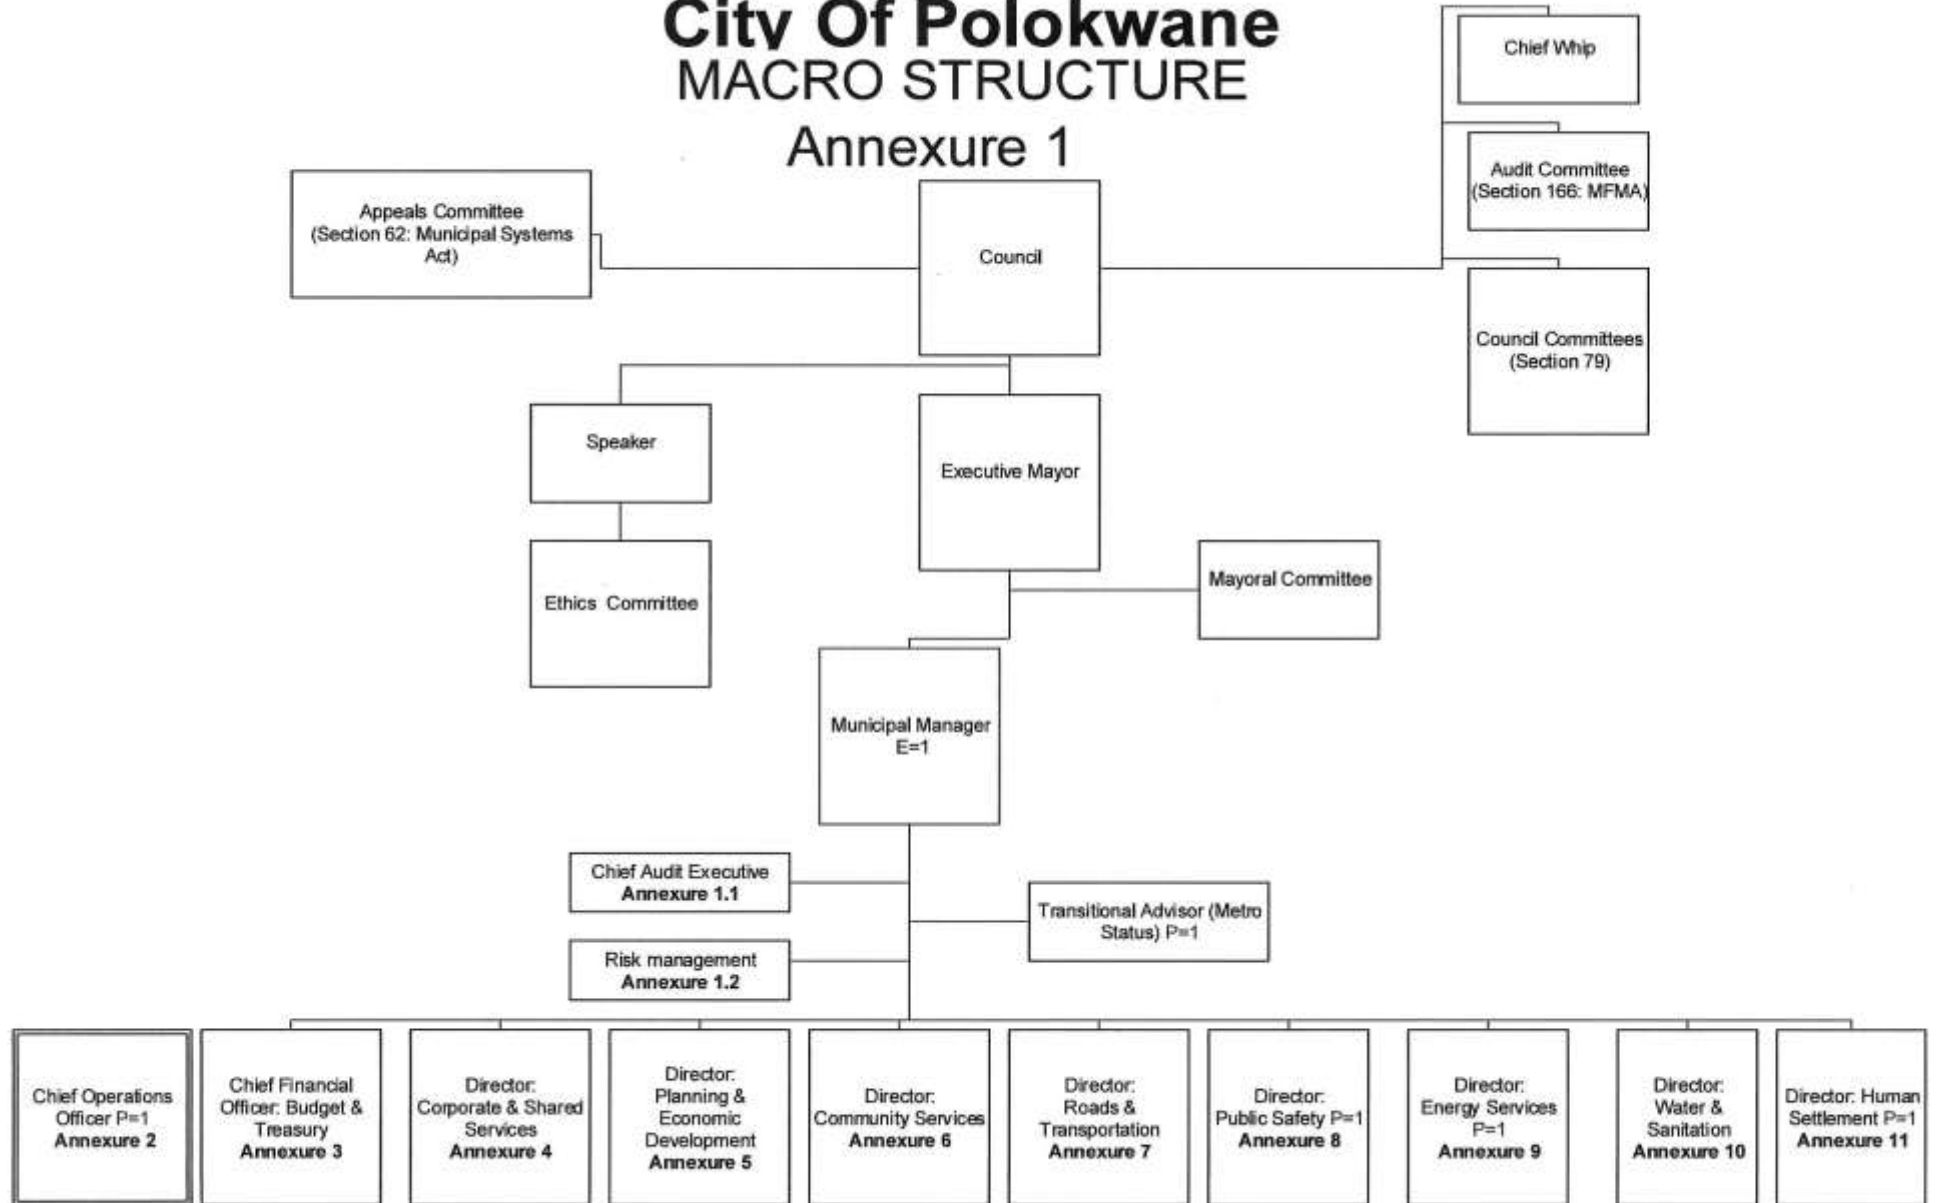 City Of Polokwane
MACRO STRUCTURE
Annexure 1
Chief Whip
Audit Committee
(Section 166: MFMA)
Appeals Committee
(Section 62: Municipal Systems
Act)
Council
Council Committees
(Section 79)
Speaker
Executive Mayor
Ethics Committee
Mayoral Committee
Municipal Manager
E=1
Chief Audit Executive
Annexure 1.1
Transitional Advisor (Metro
Status) P=1
Risk management
Annexure 1.2
Chief Operations
Officer P=1
Annexure 2
Chief Financial
Officer: Budget &
Treasury
Annexure 3
Director:
Corporate & Shared
Services
Annexure 4
Director:
Planning &
Economic
Development
Annexure 5
Director:
Community Services
Annexure 6
Director:
Roads &
Transportation
Annexure 7
Director:
Public Safety P=1
Annexure 8
Director:
Energy Services
P=1
Annexure 9
Director:
Water &
Sanitation
Annexure 10
Director: Human
Settlement P=1
Annexure 11